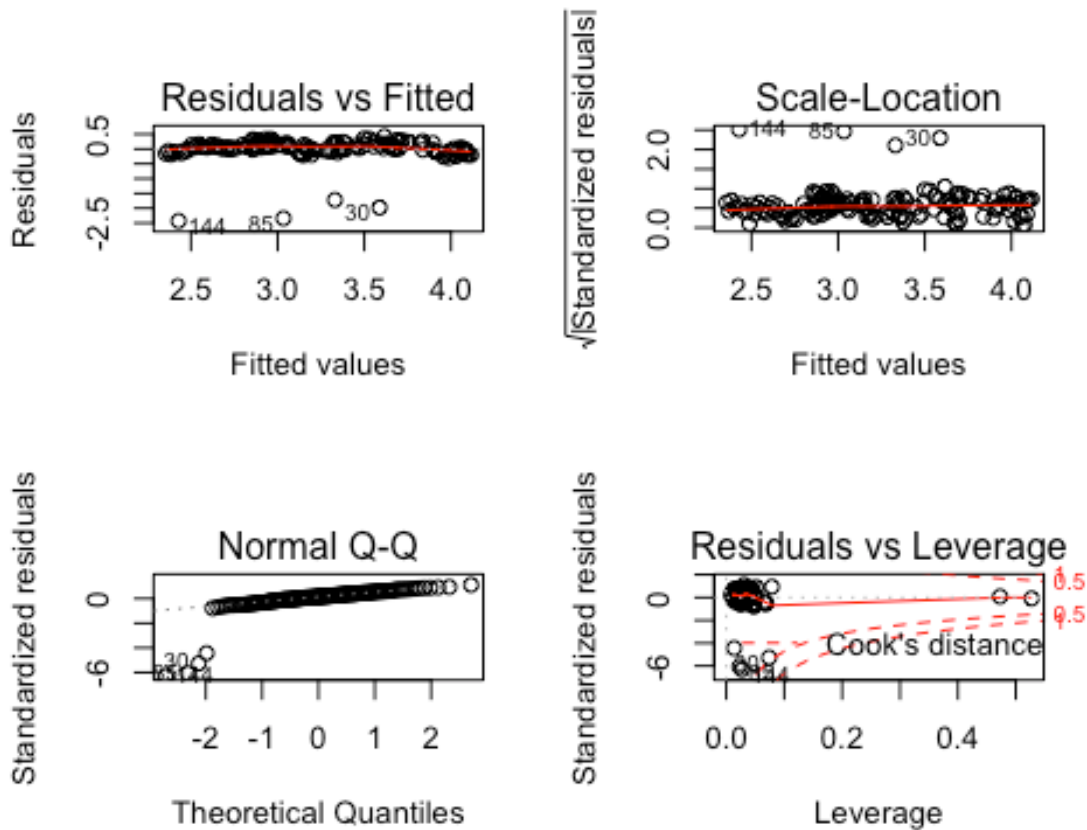 Residuals vs Fitted
Residuals
0.5
-2.5
144
85
30
2.5 3.0 3.5 4.0
Fitted values
Scale-Location
√|Standardized residuals|
2.0
0.0
144
85
30
2.5 3.0 3.5 4.0
Fitted values
Normal Q-Q
Standardized residuals
0
-6
30
144
-2 -1 0 1 2
Theoretical Quantiles
Residuals vs Leverage
Standardized residuals
0
-6
1
0.5
0.5
1
Cook's distance
0.0 0.2 0.4
Leverage